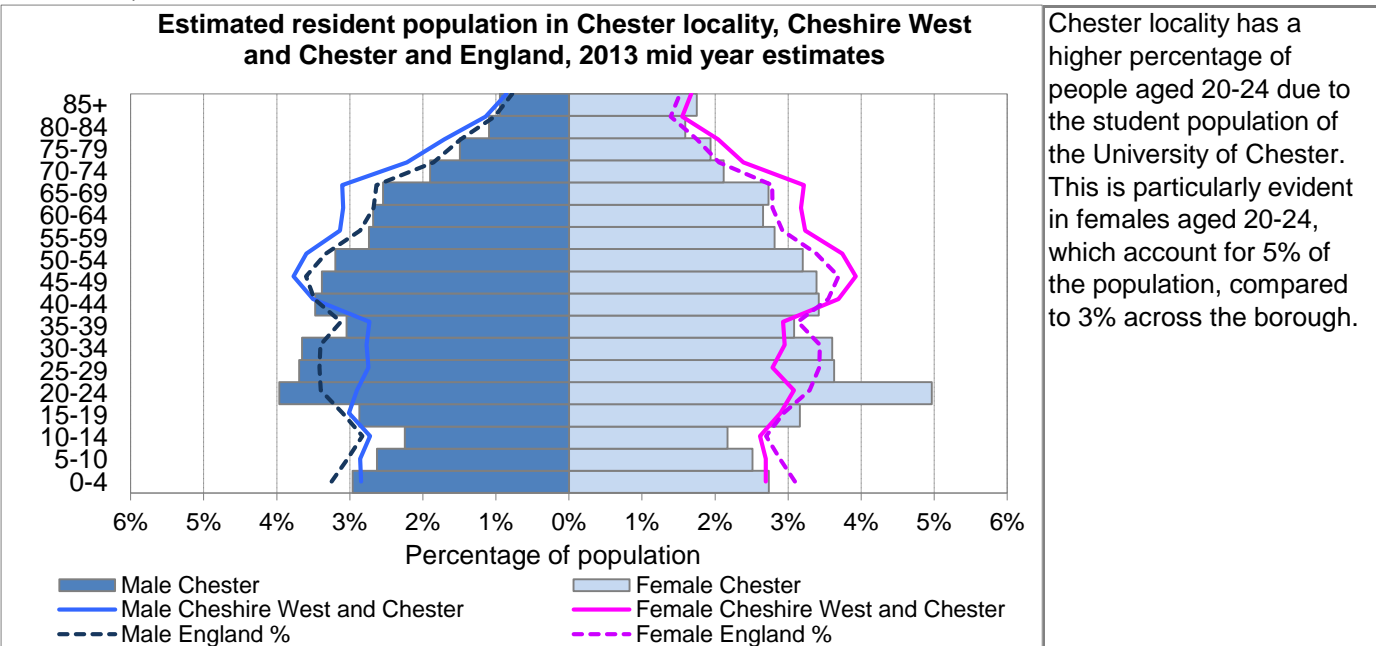 Estimated resident population in Chester locality, Cheshire West
and Chester and England, 2013 mid year estimates
85+
80-84
75-79
70-74
65-69
60-64
55-59
50-54
45-49
40-44
35-39
30-34
25-29
20-24
15-19
10-14
5-10
0-4
6% 5% 4% 3% 2% 1% 0% 1% 2% 3% 4% 5% 6%
Percentage of population
Male Chester Female Chester
Male Cheshire West and Chester Female Cheshire West and Chester
Male England % Female England %
Chester locality has a
higher percentage of
people aged 20-24 due to
the student population of
the University of Chester.
This is particularly evident
in females aged 20-24,
which account for 5% of
the population, compared
to 3% across the borough.